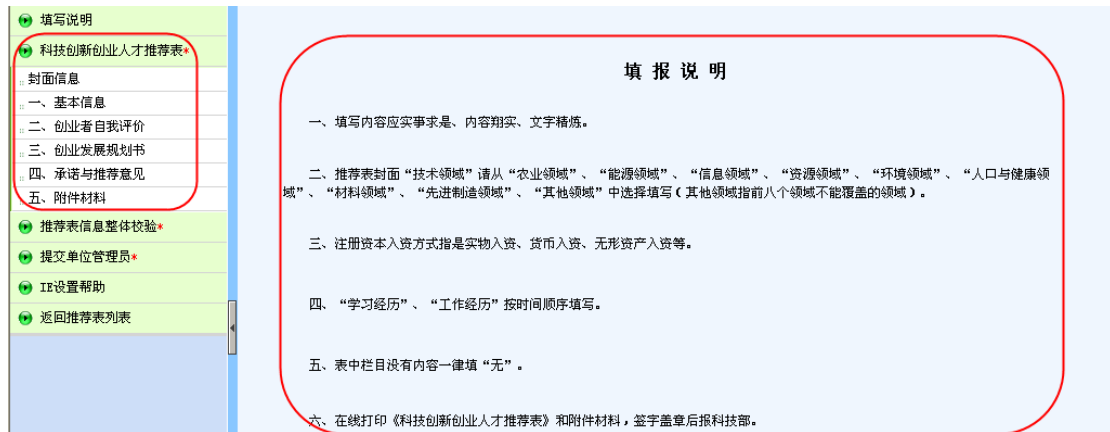 填写说明
科技创新创业人才推荐表*
封面信息
一、基本信息
二、创业者自我评价
三、创业发展规划书
四、承诺与推荐意见
五、附件材料
推荐表信息整体校验*
提交单位管理员*
IE设置帮助
返回推荐表列表
填 报 说 明
一、填写内容应实事求是、内容翔实、文字精炼。
二、推荐表封面“技术领域”请从“农业领域”、“能源领域”、“信息领域”、“资源领域”、“环境领域”、“人口与健康领
域”、“材料领域”、“先进制造领域”、“其他领域”中选择填写(其他领域指前八个领域不能覆盖的领域)。
三、注册资本入资方式指是实物入资、货币入资、无形资产入资等。
四、“学习经历”、“工作经历”按时间顺序填写。
五、表中栏目没有内容一律填“无”。
六、在线打印《科技创新创业人才推荐表》和附件材料，签字盖章后报科技部。